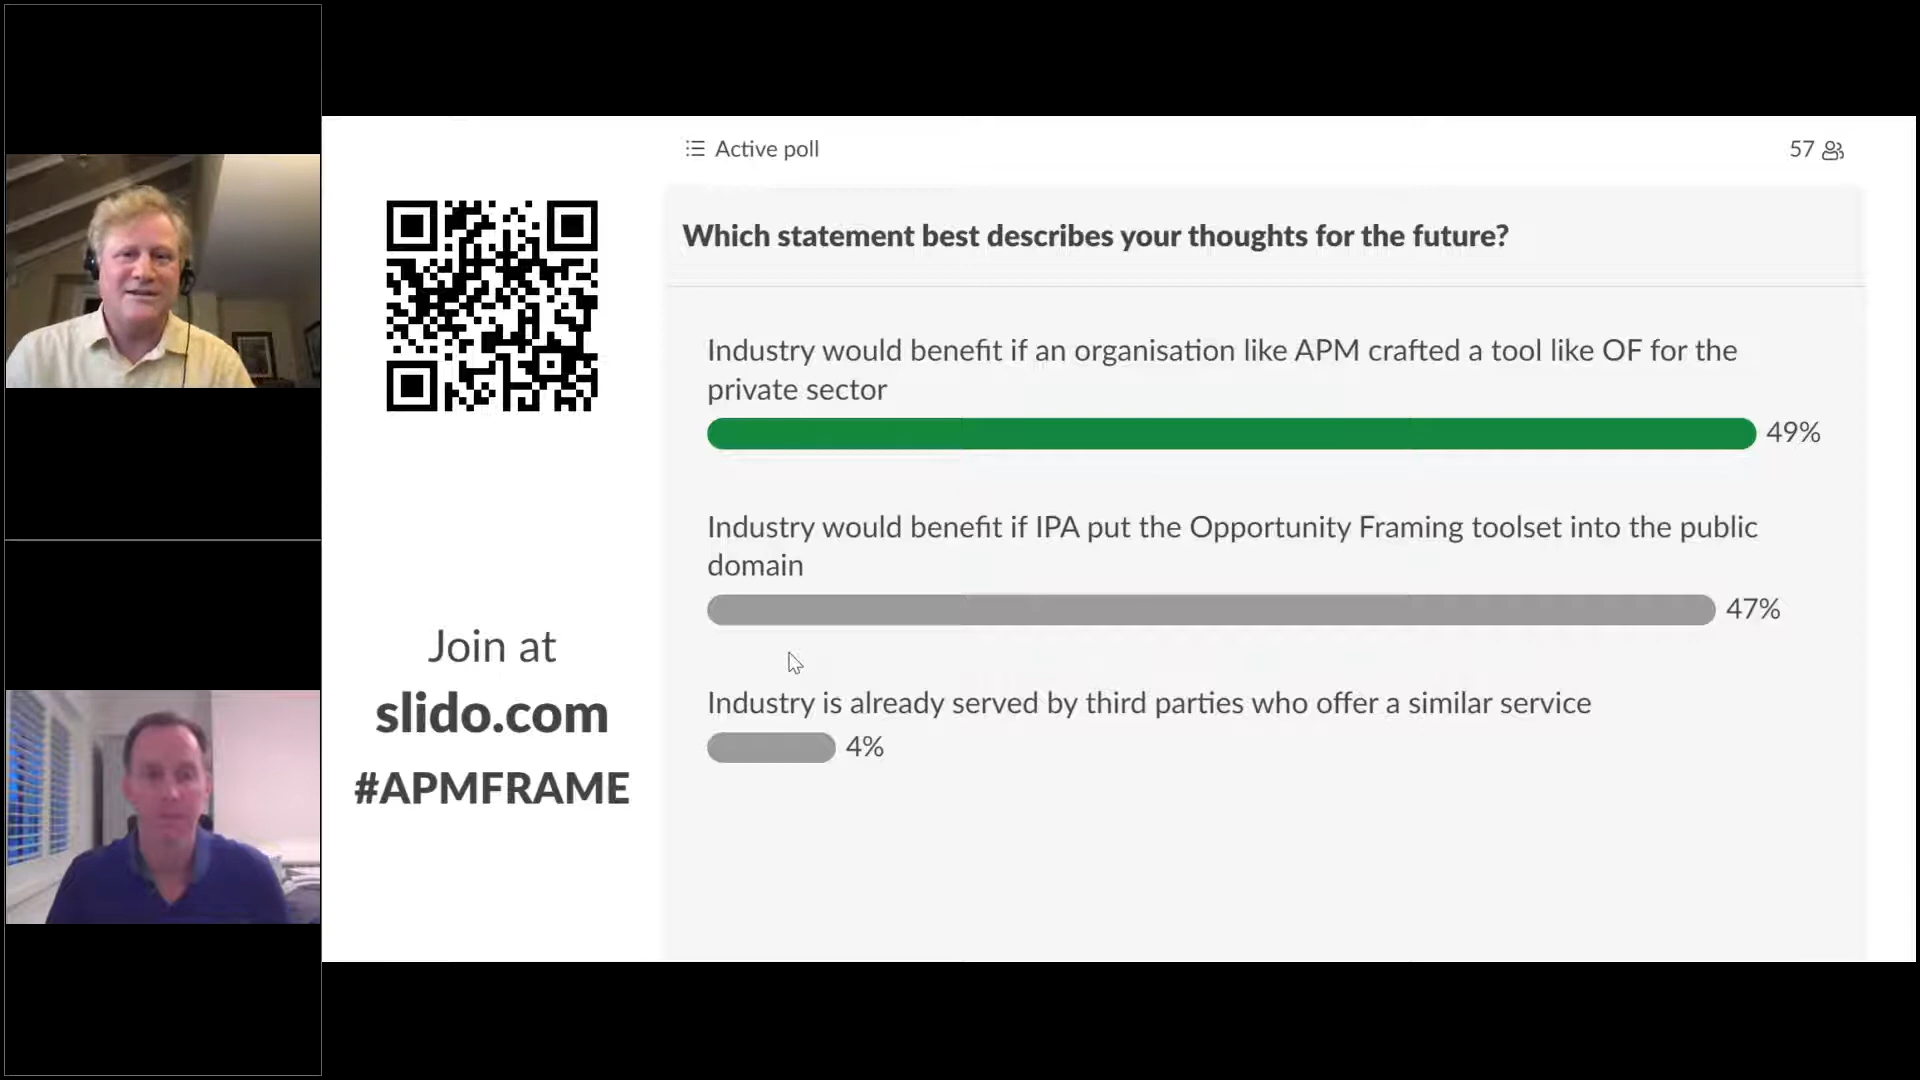 Active poll
57
Which statement best describes your thoughts for the future?
Industry would benefit if an organisation like APM crafted a tool like OF for the
private sector
49%
Industry would benefit if IPA put the Opportunity Framing toolset into the public
domain
47%
Industry is already served by third parties who offer a similar service
4%
Join at
slido.com
#APMFRAME